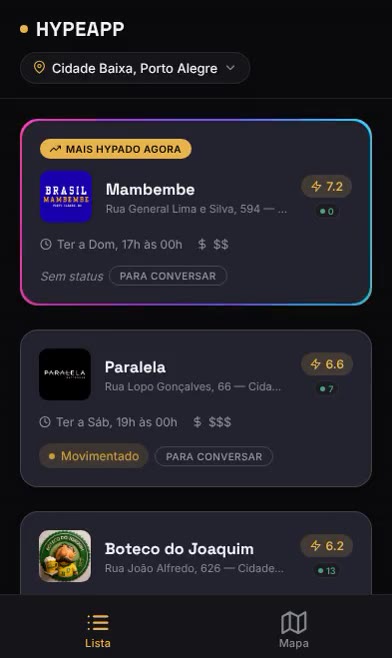 HYPEAPP
Cidade Baixa, Porto Alegre
MAIS HYPADO AGORA
BRASIL
MAMBEMBE
Mambembe
7.2
Rua General Lima e Silva, 594 — ...
0
Ter a Dom, 17h às 00h $ $$
Sem status PARA CONVERSAR
PARALELA
Paralela
6.6
Rua Lopo Gonçalves, 66 — Cida...
7
Ter a Sáb, 19h às 00h $ $$$
Movimentado PARA CONVERSAR
BOTECO DO JOAQUIM
Boteco do Joaquim
6.2
Rua João Alfredo, 626 — Cidade...
13
Lista Mapa